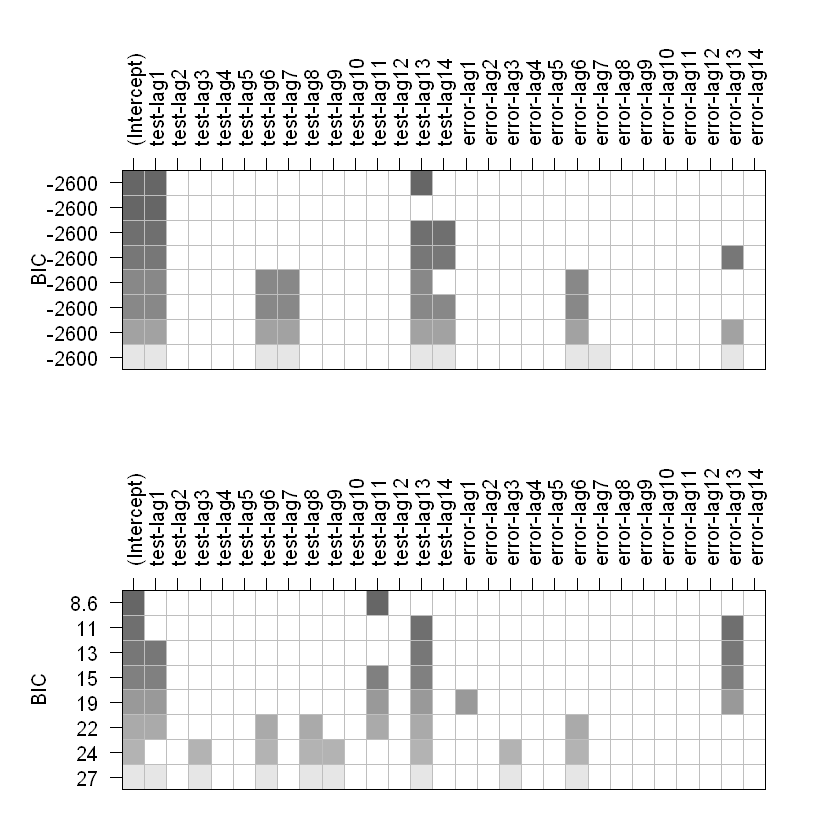 (Intercept)
test-lag1
test-lag2
test-lag3
test-lag4
test-lag5
test-lag6
test-lag7
test-lag8
test-lag9
test-lag10
test-lag11
test-lag12
test-lag13
test-lag14
error-lag1
error-lag2
error-lag3
error-lag4
error-lag5
error-lag6
error-lag7
error-lag8
error-lag9
error-lag10
error-lag11
error-lag12
error-lag13
error-lag14
BIC
-2600
-2600
-2600
-2600
-2600
-2600
-2600
-2600
(Intercept)
test-lag1
test-lag2
test-lag3
test-lag4
test-lag5
test-lag6
test-lag7
test-lag8
test-lag9
test-lag10
test-lag11
test-lag12
test-lag13
test-lag14
error-lag1
error-lag2
error-lag3
error-lag4
error-lag5
error-lag6
error-lag7
error-lag8
error-lag9
error-lag10
error-lag11
error-lag12
error-lag13
error-lag14
BIC
8.6
11
13
15
19
22
24
27